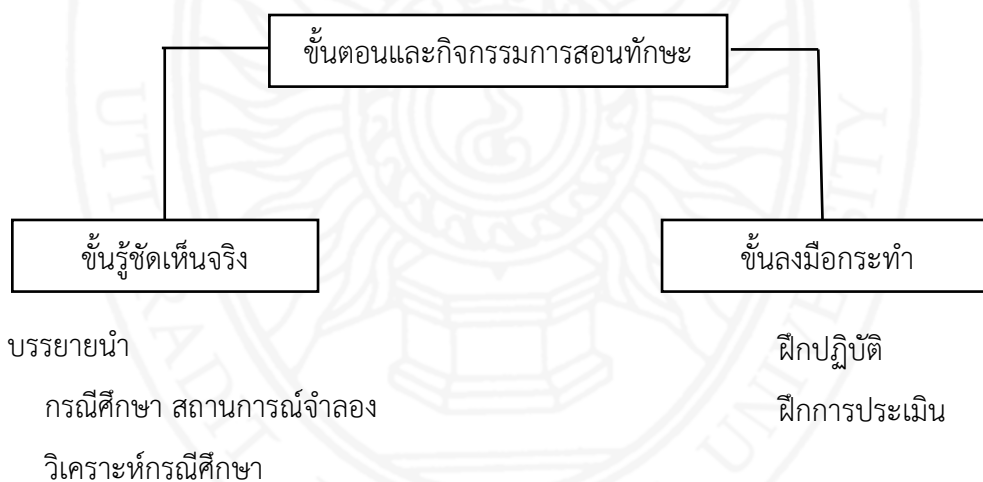 ขั้นตอนและกิจกรรมการสอนทักษะ
ขั้นรู้ชัดเห็นจริง
ขั้นลงมือกระทำ
บรรยายนำ
กรณีศึกษา สถานการณ์จำลอง
วิเคราะห์กรณีศึกษา
ฝึกปฏิบัติ
ฝึกการประเมิน
UNIVERSITY